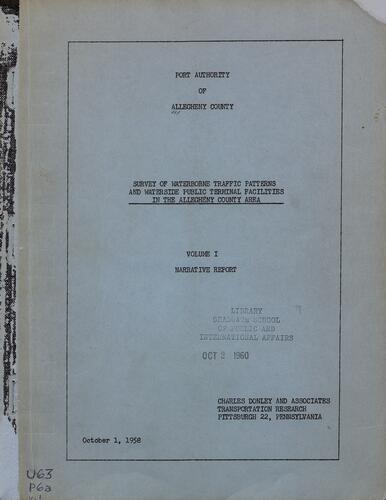 PORT AUTHORITY
OF
ALLEGHENY COUNTY
SURVEY OF WATERBORNE TRAFFIC PATTERNS
AND WATERSIDE PUBLIC TERMINAL FACILITIES
IN THE ALLEGHENY COUNTY AREA
VOLUME I
NARRATIVE REPORT
LIBRARY
GRADUATE SCHOOL
OF PUBLIC AND
INTERNATIONAL AFFAIRS
OCT 2 1960
CHARLES DONLEY AND ASSOCIATES
TRANSPORTATION RESEARCH
PITTSBURGH 22, PENNSYLVANIA
October 1, 1958
U63
P6a